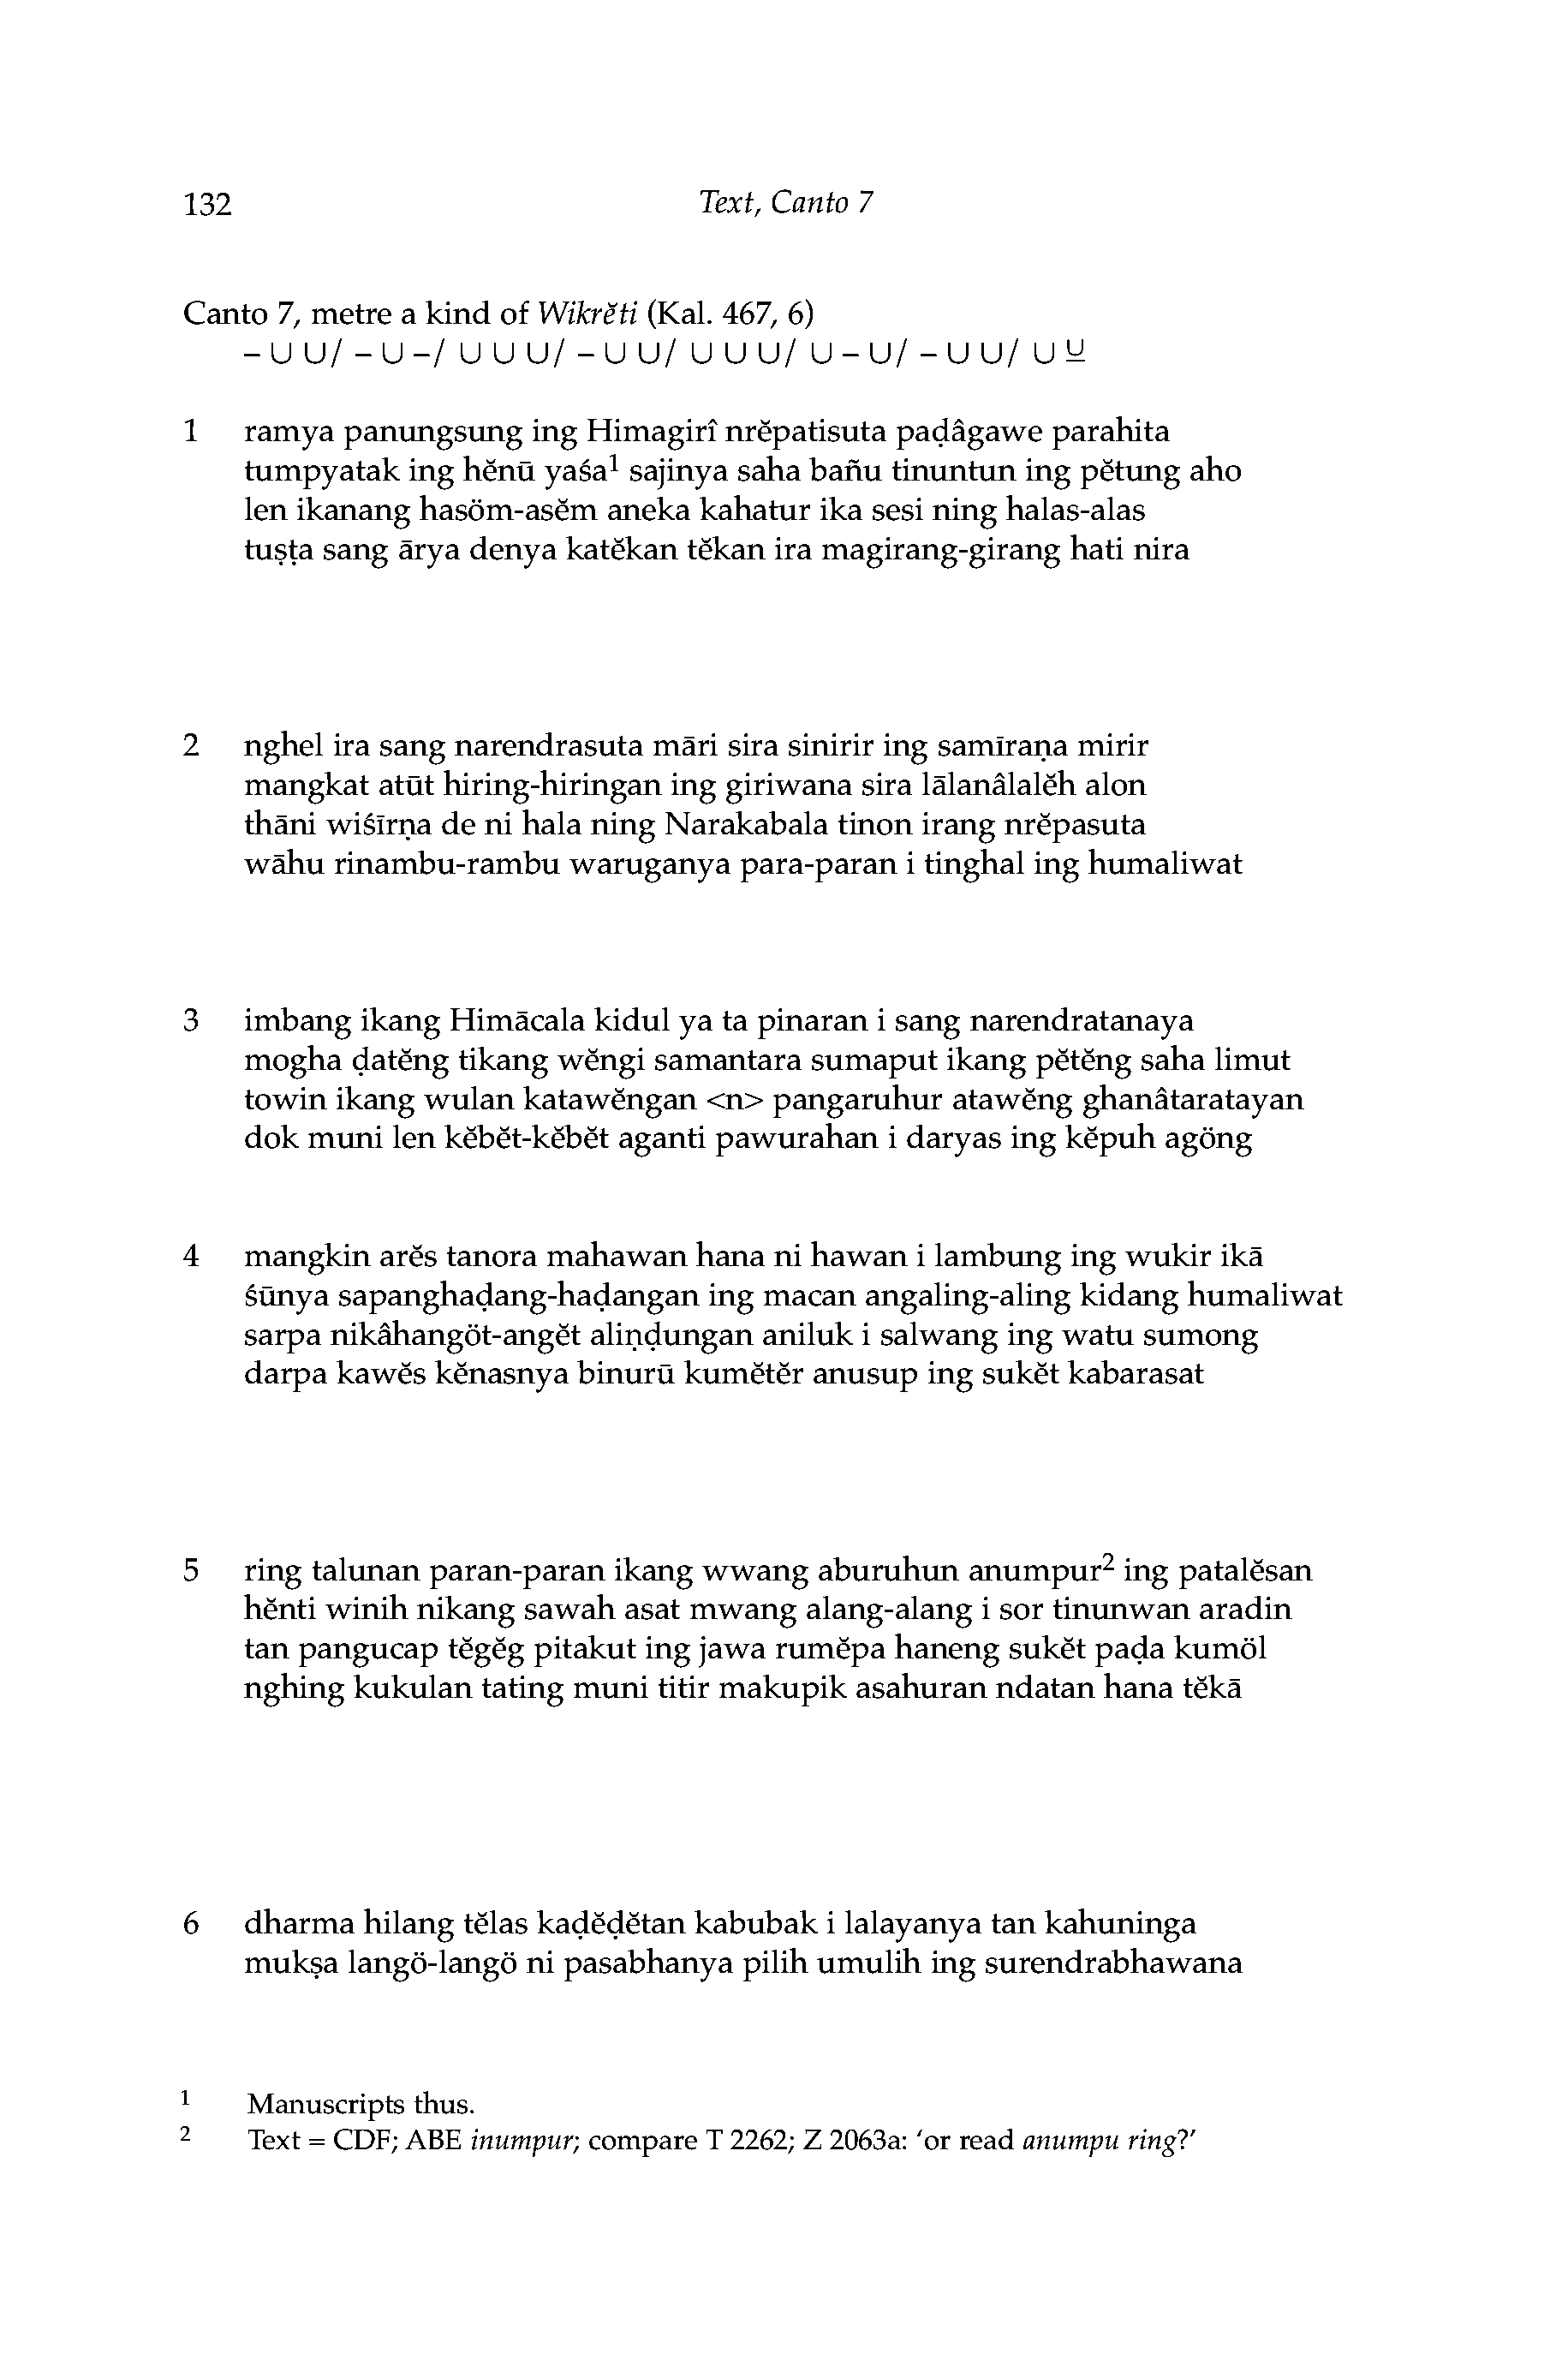 132 Text, Canto 7
Canto 7, metre a kind of Wikrĕti (Kal. 467, 6)
– ∪ ∪/ – ∪ –/ ∪ ∪ ∪/ – ∪ ∪/ ∪ ∪ ∪/ ∪ – ∪/ – ∪ ∪/ ∪ ⊻
1 ramya panungsung ing Himagirî nrĕpatisuta paḍâgawe parahita
tumpyatak ing hĕnū yaśa¹ sajinya saha bañu tinuntun ing pĕtung aho
len ikanang hasöm-asĕm aneka kahatur ika sesi ning halas-alas
tuṣṭa sang ārya denya katĕkan tĕkan ira magirang-girang hati nira
2 nghel ira sang narendrasuta māri sira sinirir ing samīraṇa mirir
mangkat atūt hiring-hiringan ing giriwana sira lālanâlalĕh alon
thāni wiśīrṇa de ni hala ning Narakabala tinon irang nrĕpasuta
wāhu rinambu-rambu waruganya para-paran i tinghal ing humaliwat
3 imbang ikang Himācala kidul ya ta pinaran i sang narendratanaya
mogha ḍatĕng tikang wĕngi samantara sumaput ikang pĕtĕng saha limut
towin ikang wulan katawĕngan <n> pangaruhur atawĕng ghanâtaratayan
dok muni len kĕbĕt-kĕbĕt aganti pawurahan i daryas ing kĕpuh agöng
4 mangkin arĕs tanora mahawan hana ni hawan i lambung ing wukir ikā
śūnya sapanghaḍang-haḍangan ing macan angaling-aling kidang humaliwat
sarpa nikâhangöt-angĕt aliṇḍungan aniluk i salwang ing watu sumong
darpa kawĕs kĕnasnya binurū kumĕtĕr anusup ing sukĕt kabarasat
5 ring talunan paran-paran ikang wwang aburuhun anumpur² ing patalĕsan
hĕnti winih nikang sawah asat mwang alang-alang i sor tinunwan aradin
tan pangucap tĕgĕg pitakut ing jawa rumĕpa haneng sukĕt paḍa kumöl
nghing kukulan tating muni titir makupik asahuran ndatan hana tĕkā
6 dharma hilang tĕlas kaḍĕḍĕtan kabubak i lalayanya tan kahuninga
mukṣa langö-langö ni pasabhanya pilih umulih ing surendrabhawana
¹ Manuscripts thus.
² Text = CDF; ABE inumpur; compare T 2262; Z 2063a: ‘or read anumpu ring?’